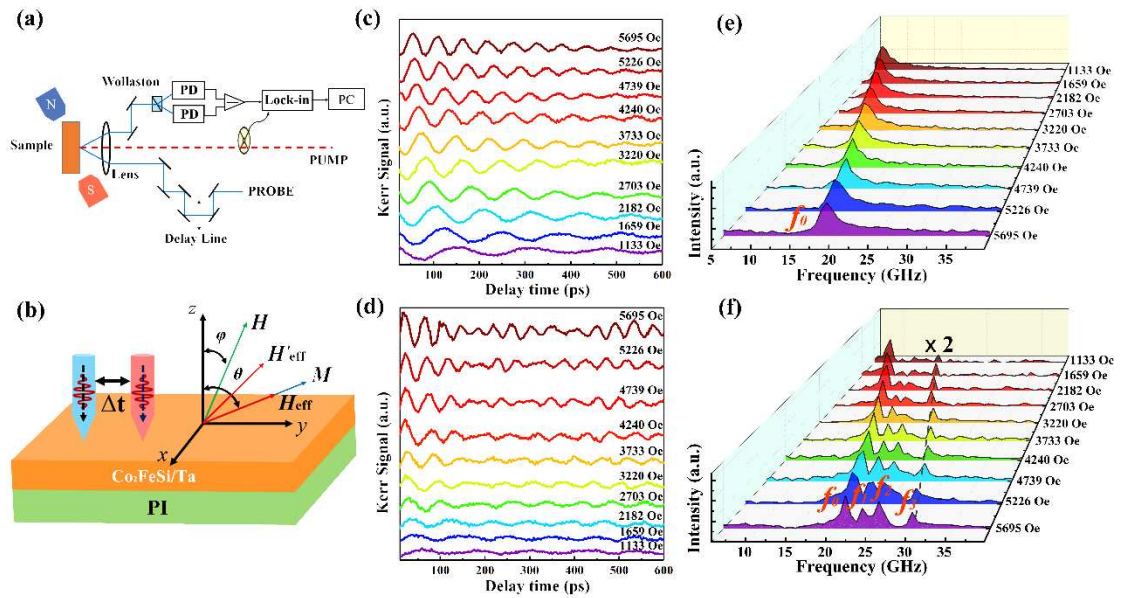 (a)
Wollaston
PD
PD
Lock-in
PC
N
Sample
S
Lens
PUMP
PROBE
Delay Line
(b)
z
H
φ
H'eff
θ
M
Heff
Δt
y
x
Co₂FeSi/Ta
PI
(c)
Kerr Signal (a.u.)
5695 Oe
5226 Oe
4739 Oe
4240 Oe
3733 Oe
3220 Oe
2703 Oe
2182 Oe
1659 Oe
1133 Oe
100 200 300 400 500 600
Delay time (ps)
(d)
Kerr Signal (a.u.)
5695 Oe
5226 Oe
4739 Oe
4240 Oe
3733 Oe
3220 Oe
2703 Oe
2182 Oe
1659 Oe
1133 Oe
100 200 300 400 500 600
Delay time (ps)
(e)
1133 Oe
1659 Oe
2182 Oe
2703 Oe
3220 Oe
3733 Oe
4240 Oe
4739 Oe
5226 Oe
5695 Oe
f₀
Intensity (a.u.)
5 10 15 20 25 30 35
Frequency (GHz)
(f)
× 2
1133 Oe
1659 Oe
2182 Oe
2703 Oe
3220 Oe
3733 Oe
4240 Oe
4739 Oe
5226 Oe
5695 Oe
f₀ f₁ f₂ f₃
Intensity (a.u.)
10 15 20 25 30 35
Frequency (GHz)